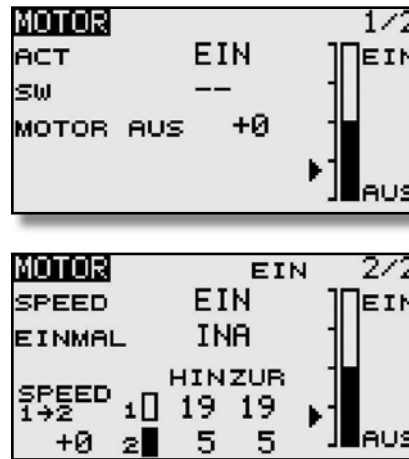 MOTOR 1/2
ACT EIN EIN
SW --
MOTOR AUS +0
AUS
MOTOR EIN 2/2
SPEED EIN EIN
EINMAL INA
HINZUR
SPEED
1→2 1 19 19
+0 2 5 5 AUS